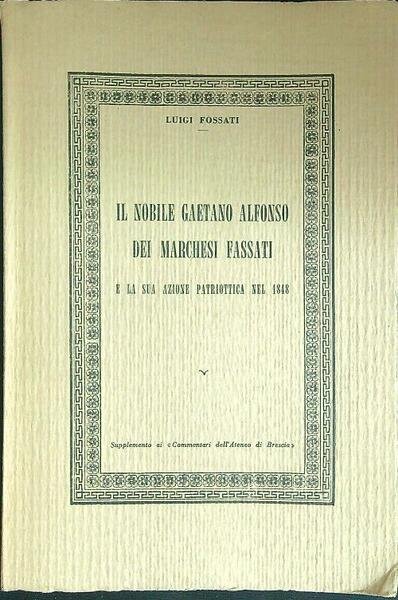 LUIGI FOSSATI
IL NOBILE GAETANO ALFONSO
DEI MARCHESI FASSATI
E LA SUA AZIONE PATRIOTTICA NEL 1848
Supplemento ai «Commentari dell'Ateneo di Brescia»